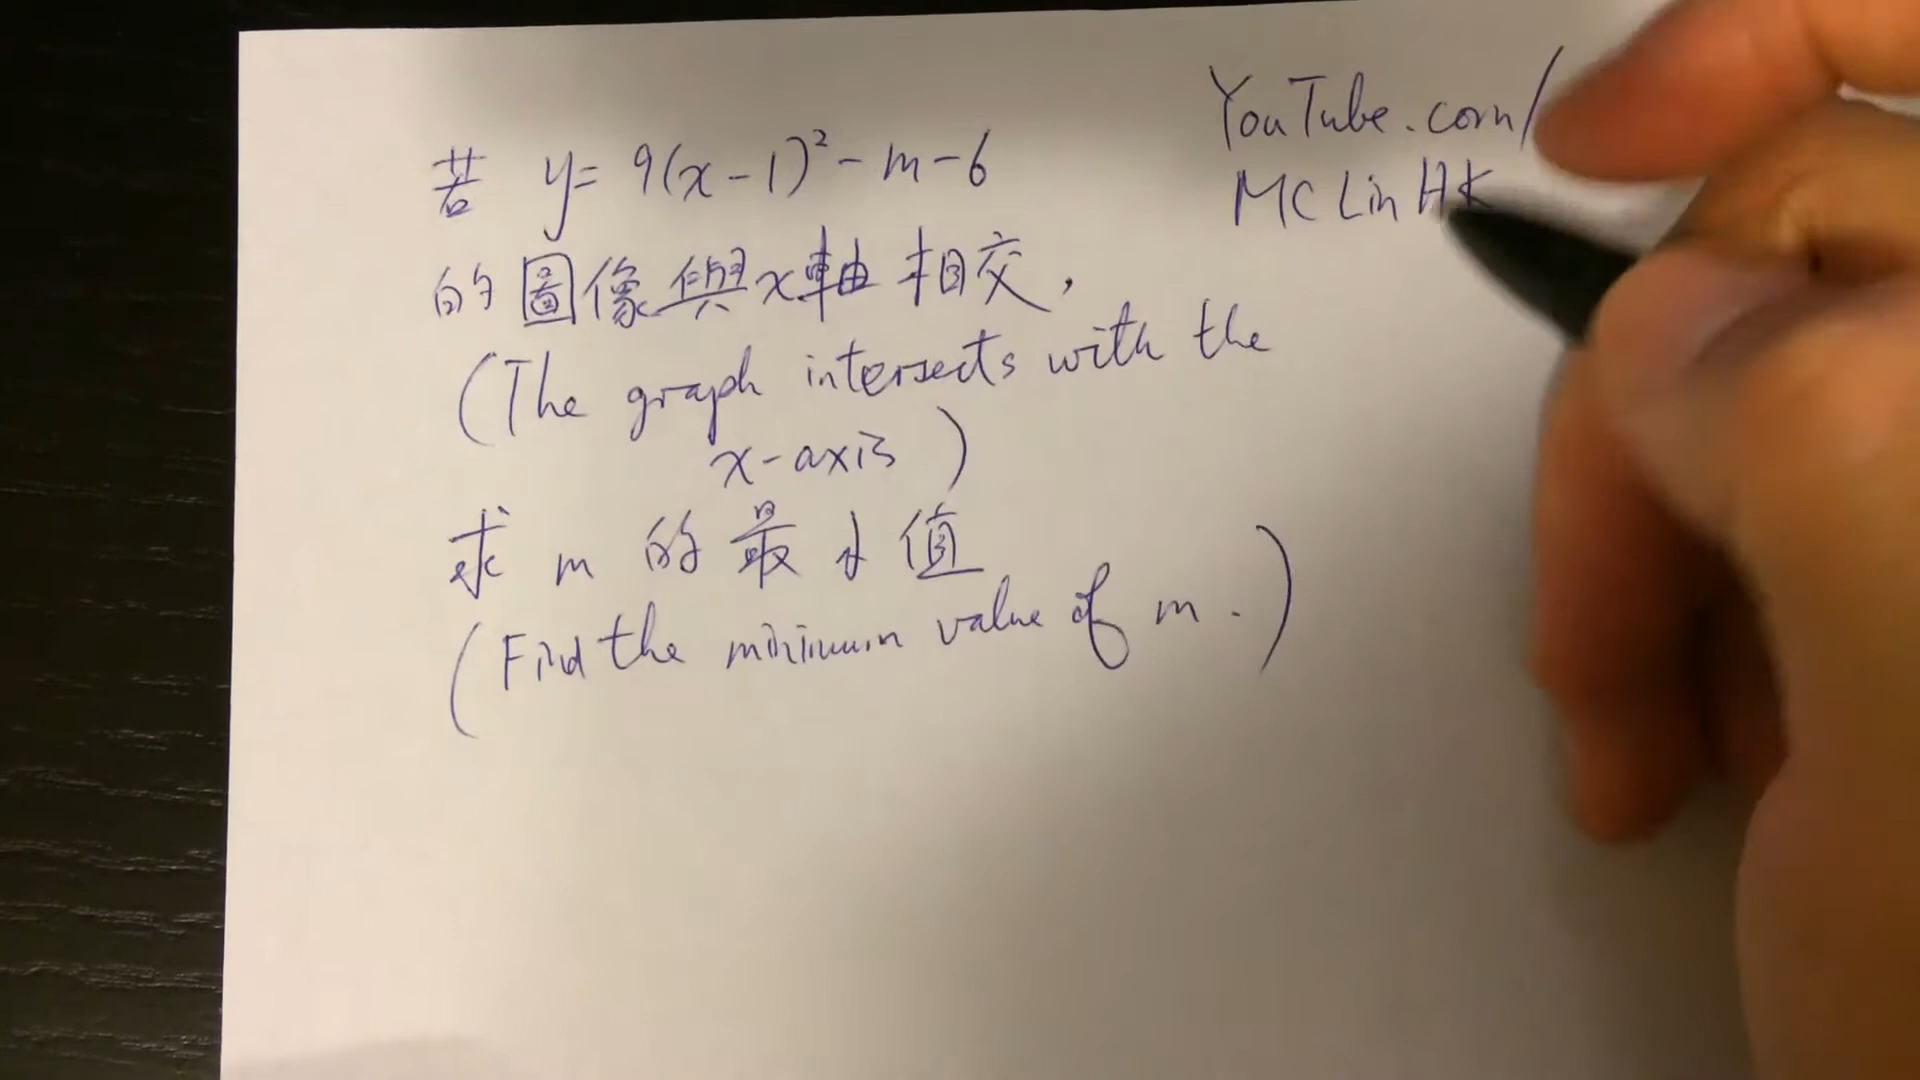 若 y= 9(x-1)²-m-6
的圖像與x軸相交,
(The graph intersects with the
x-axis)
求 m 的最小值
(Find the minimum value of m.)
YouTube.com/
MC Lin HK